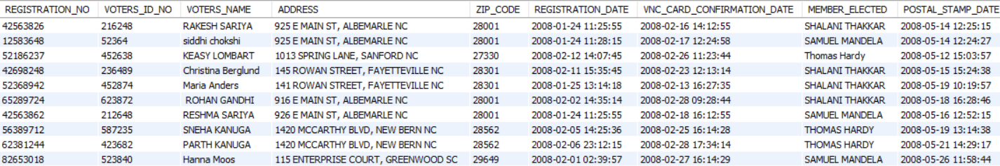 REGISTRATION_NO VOTERS_ID_NO VOTERS_NAME ADDRESS ZIP_CODE REGISTRATION_DATE VNC_CARD_CONFIRMATION_DATE MEMBER_ELECTED POSTAL_STAMP_DATE
42563826 216248 RAKESH SARIYA 925 E MAIN ST, ALBEMARLE NC 28001 2008-01-24 11:25:55 2008-02-16 14:12:55 SHALANI THAKKAR 2008-05-14 12:25:15
12583648 52364 siddhi chokshi 925 E MAIN ST, ALBEMARLE NC 28001 2008-01-24 11:28:15 2008-02-17 12:24:58 SAMUEL MANDELA 2008-05-14 12:24:27
52186237 452638 KEASY LOMBART 1013 SPRING LANE, SANFORD NC 27330 2008-02-12 14:07:45 2008-02-26 11:23:44 Thomas Hardy 2008-05-12 15:03:57
42698248 236489 Christina Berglund 145 ROWAN STREET, FAYETTEVILLE NC 28301 2008-02-11 15:35:45 2008-02-23 12:13:14 SHALANI THAKKAR 2008-05-15 15:24:38
52368942 452874 Maria Anders 141 ROWAN STREET, FAYETTEVILLE NC 28301 2008-01-25 13:14:18 2008-02-13 16:27:35 SHALANI THAKKAR 2008-05-19 10:19:57
65289724 623872 ROHAN GANDHI 916 E MAIN ST, ALBEMARLE NC 28001 2008-02-02 14:35:14 2008-02-28 09:28:44 SHALANI THAKKAR 2008-05-18 16:28:46
42563862 212648 RESHMA SARIYA 926 E MAIN ST, ALBEMARLE NC 28001 2008-01-24 11:25:55 2008-02-18 16:12:55 SAMUEL MANDELA 2008-05-16 12:52:15
56389712 587235 SNEHA KANUGA 1420 MCCARTHY BLVD, NEW BERN NC 28562 2008-02-05 14:25:36 2008-02-25 16:14:28 THOMAS HARDY 2008-05-19 13:14:38
62381244 423682 PARTH KANUGA 1420 MCCARTHY BLVD, NEW BERN NC 28562 2008-02-06 23:12:15 2008-02-28 17:34:14 THOMAS HARDY 2008-05-21 14:29:17
82653018 523840 Hanna Moos 115 ENTERPRISE COURT, GREENWOOD SC 29649 2008-02-01 02:39:57 2008-02-27 16:14:29 SAMUEL MANDELA 2008-05-26 11:58:44